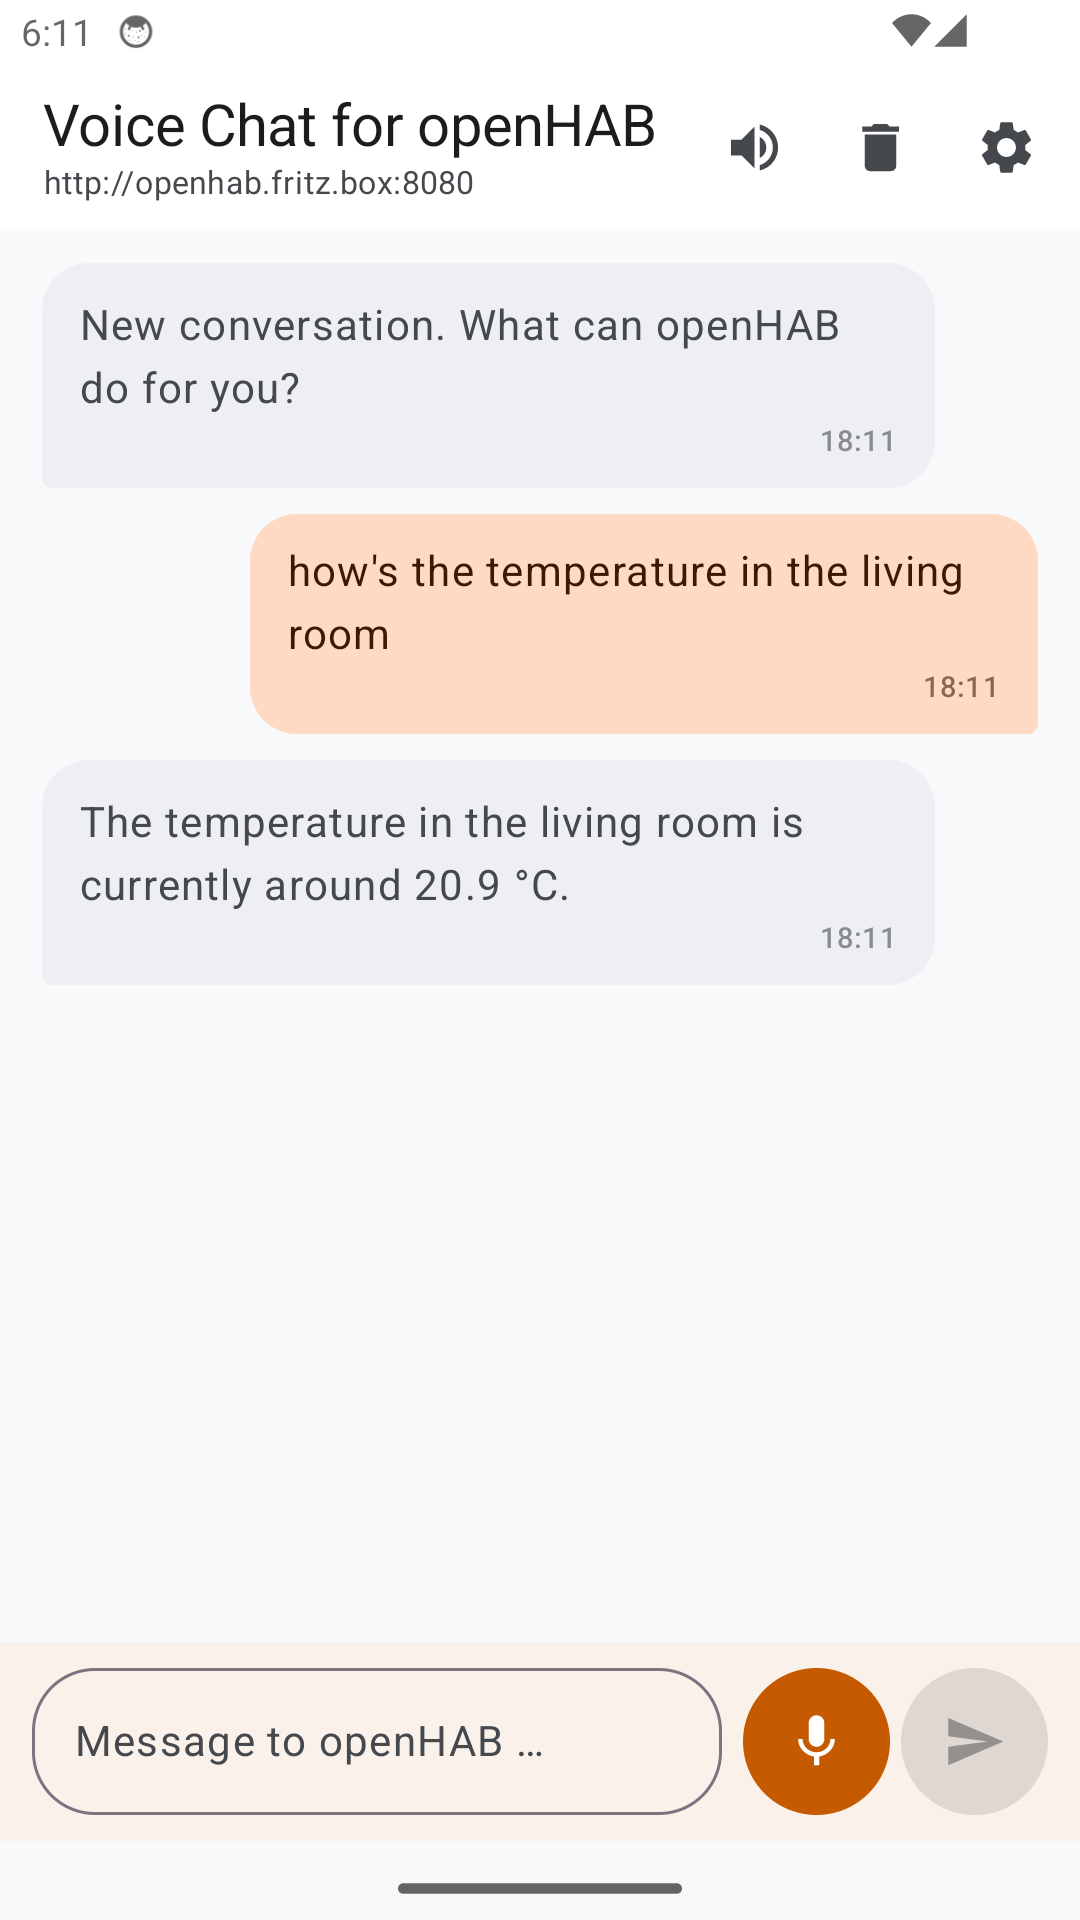 6:11
Voice Chat for openHAB
http://openhab.fritz.box:8080
New conversation. What can openHAB
do for you?
18:11
how's the temperature in the living
room
18:11
The temperature in the living room is
currently around 20.9 °C.
18:11
Message to openHAB …